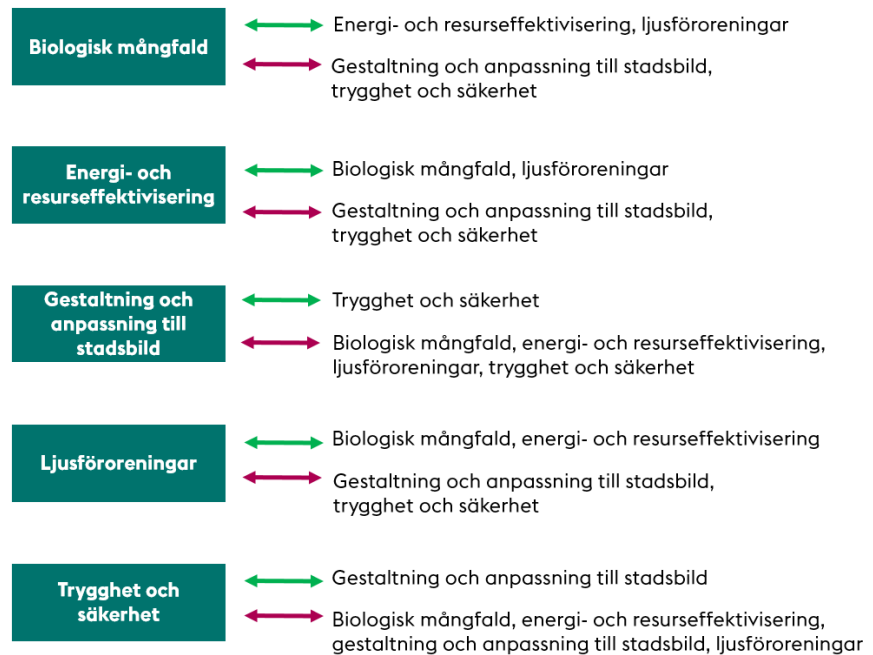 Biologisk mångfald
Energi- och resurseffektivisering, ljusföroreningar
Gestaltning och anpassning till stadsbild,
trygghet och säkerhet
Energi- och
resurseffektivisering
Biologisk mångfald, ljusföroreningar
Gestaltning och anpassning till stadsbild,
trygghet och säkerhet
Gestaltning och
anpassning till
stadsbild
Trygghet och säkerhet
Biologisk mångfald, energi- och resurseffektivisering,
ljusföroreningar, trygghet och säkerhet
Ljusföroreningar
Biologisk mångfald, energi- och resurseffektivisering
Gestaltning och anpassning till stadsbild,
trygghet och säkerhet
Trygghet och
säkerhet
Gestaltning och anpassning till stadsbild
Biologisk mångfald, energi- och resurseffektivisering,
gestaltning och anpassning till stadsbild, ljusföroreningar